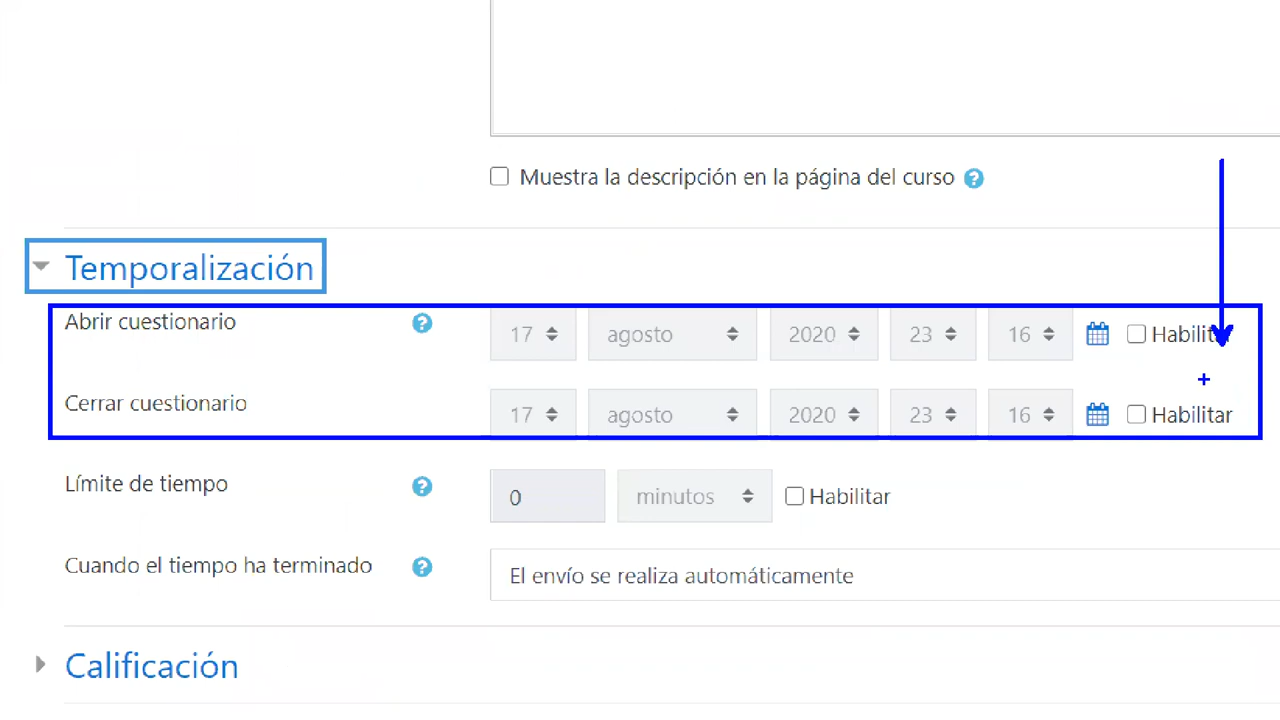 Muestra la descripción en la página del curso ?
Temporalización
Abrir cuestionario ? 17 agosto 2020 23 16 Habilitar
Cerrar cuestionario 17 agosto 2020 23 16 Habilitar
Límite de tiempo ? 0 minutos Habilitar
Cuando el tiempo ha terminado ? El envío se realiza automáticamente
Calificación